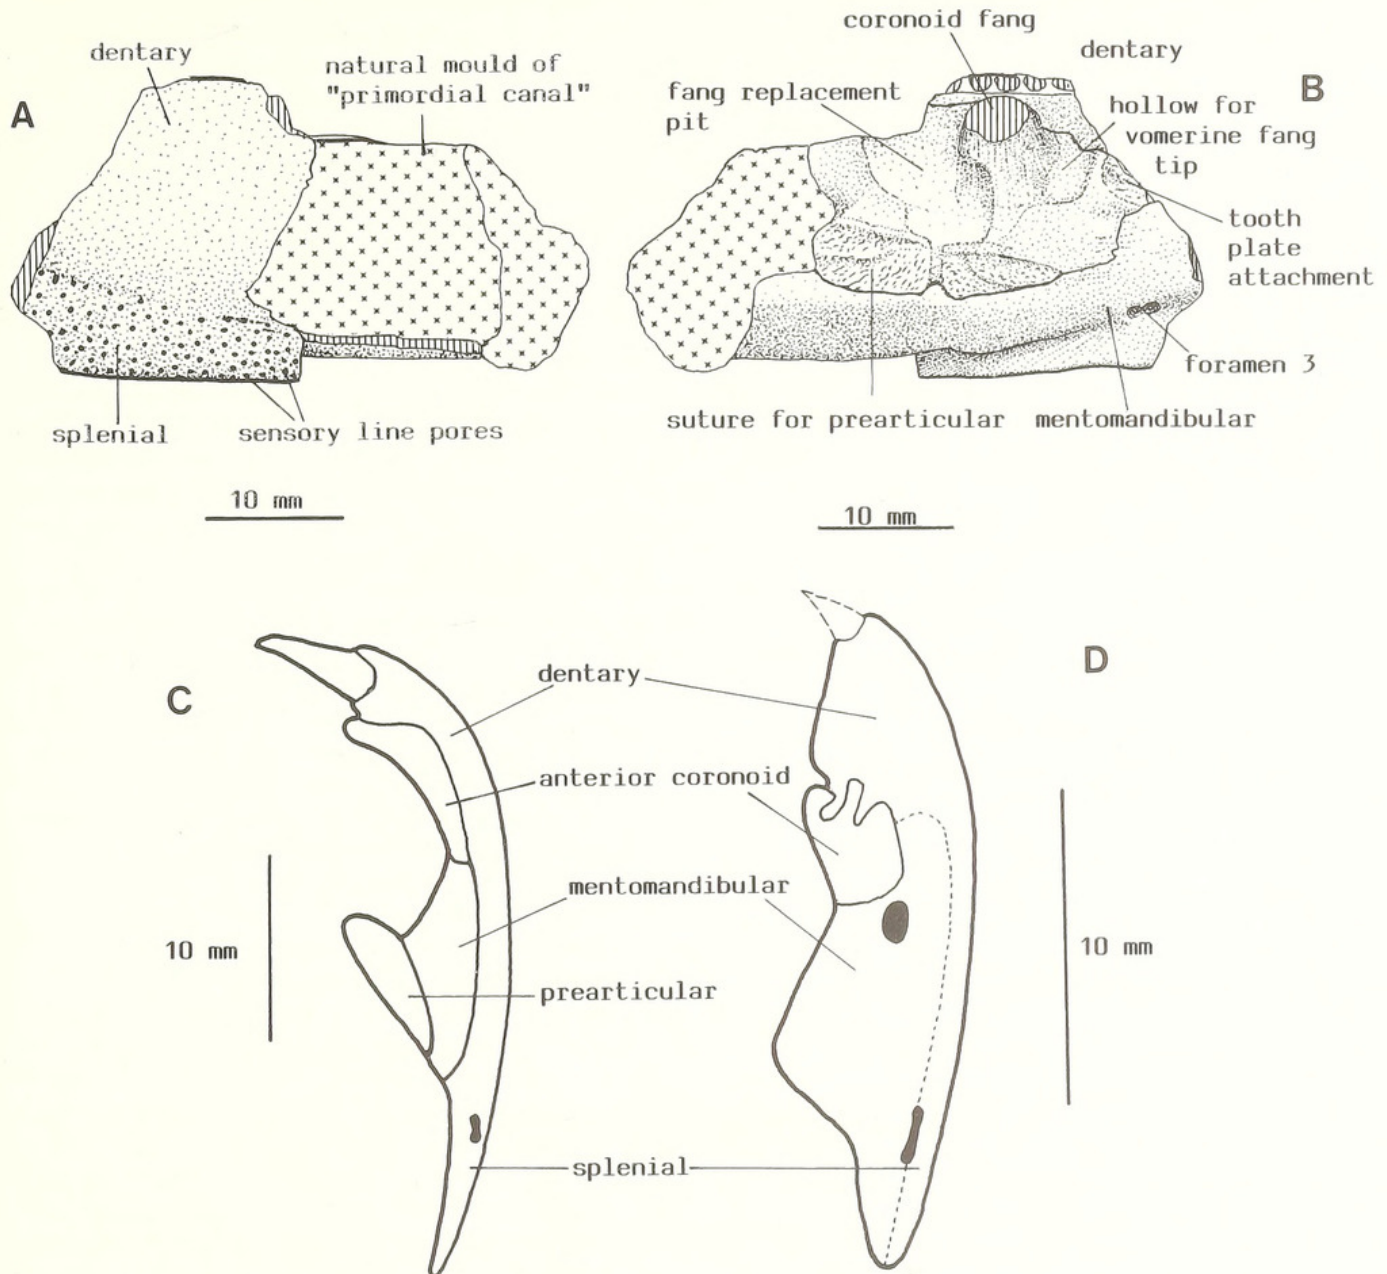 A
dentary
natural mould of
"primordial canal"
splenial
sensory line pores
10 mm
B
coronoid fang
dentary
fang replacement
pit
hollow for
vomerine fang
tip
tooth
plate
attachment
foramen 3
suture for prearticular
mentomandibular
10 mm
C
D
dentary
anterior coronoid
mentomandibular
10 mm
10 mm
prearticular
splenial